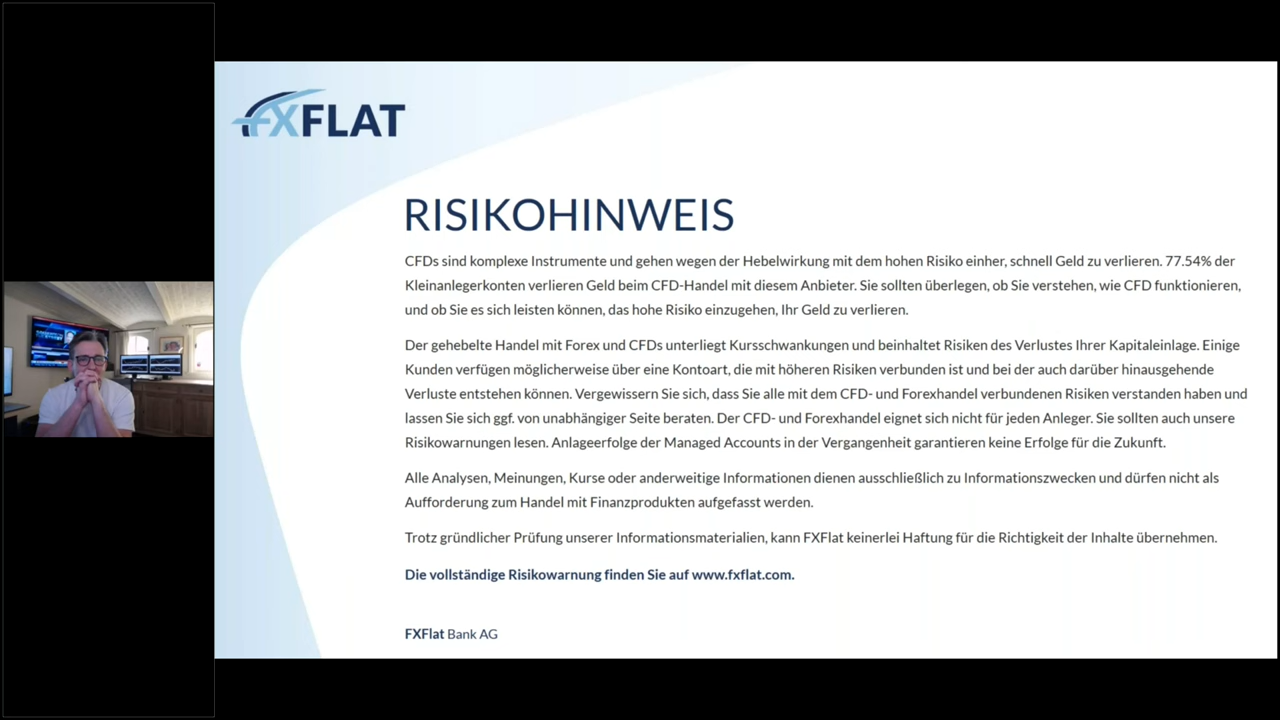 FXFLAT
RISIKOHINWEIS
CFDs sind komplexe Instrumente und gehen wegen der Hebelwirkung mit dem hohen Risiko einher, schnell Geld zu verlieren. 77.54% der
Kleinanlegerkonten verlieren Geld beim CFD-Handel mit diesem Anbieter. Sie sollten überlegen, ob Sie verstehen, wie CFD funktionieren,
und ob Sie es sich leisten können, das hohe Risiko einzugehen, Ihr Geld zu verlieren.
Der gehebelte Handel mit Forex und CFDs unterliegt Kursschwankungen und beinhaltet Risiken des Verlustes Ihrer Kapitaleinlage. Einige
Kunden verfügen möglicherweise über eine Kontoart, die mit höheren Risiken verbunden ist und bei der auch darüber hinausgehende
Verluste entstehen können. Vergewissern Sie sich, dass Sie alle mit dem CFD- und Forexhandel verbundenen Risiken verstanden haben und
lassen Sie sich ggf. von unabhängiger Seite beraten. Der CFD- und Forexhandel eignet sich nicht für jeden Anleger. Sie sollten auch unsere
Risikowarnungen lesen. Anlageerfolge der Managed Accounts in der Vergangenheit garantieren keine Erfolge für die Zukunft.
Alle Analysen, Meinungen, Kurse oder anderweitige Informationen dienen ausschließlich zu Informationszwecken und dürfen nicht als
Aufforderung zum Handel mit Finanzprodukten aufgefasst werden.
Trotz gründlicher Prüfung unserer Informationsmaterialien, kann FXFlat keinerlei Haftung für die Richtigkeit der Inhalte übernehmen.
Die vollständige Risikowarnung finden Sie auf www.fxflat.com.
FXFlat Bank AG